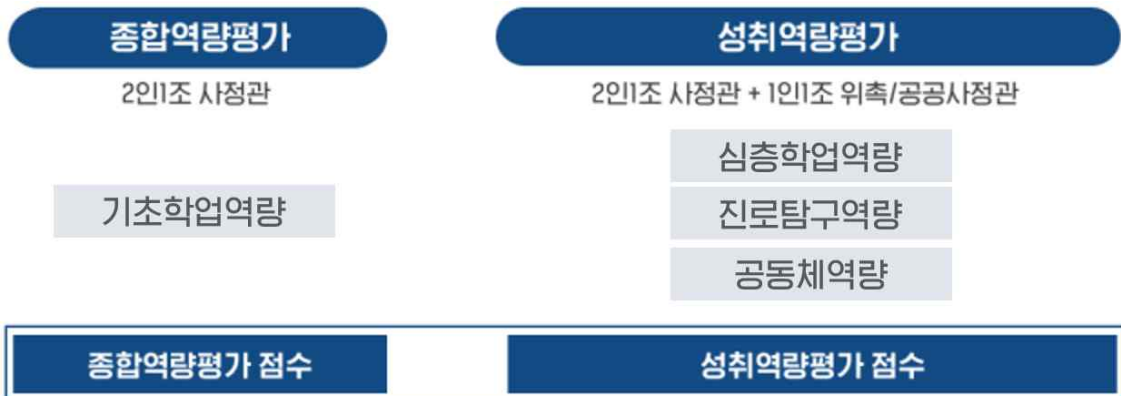 종합역량평가
성취역량평가
2인1조 사정관
2인1조 사정관 + 1인1조 위촉/공공사정관
심층학업역량
기초학업역량
진로탐구역량
공동체역량
종합역량평가 점수
성취역량평가 점수